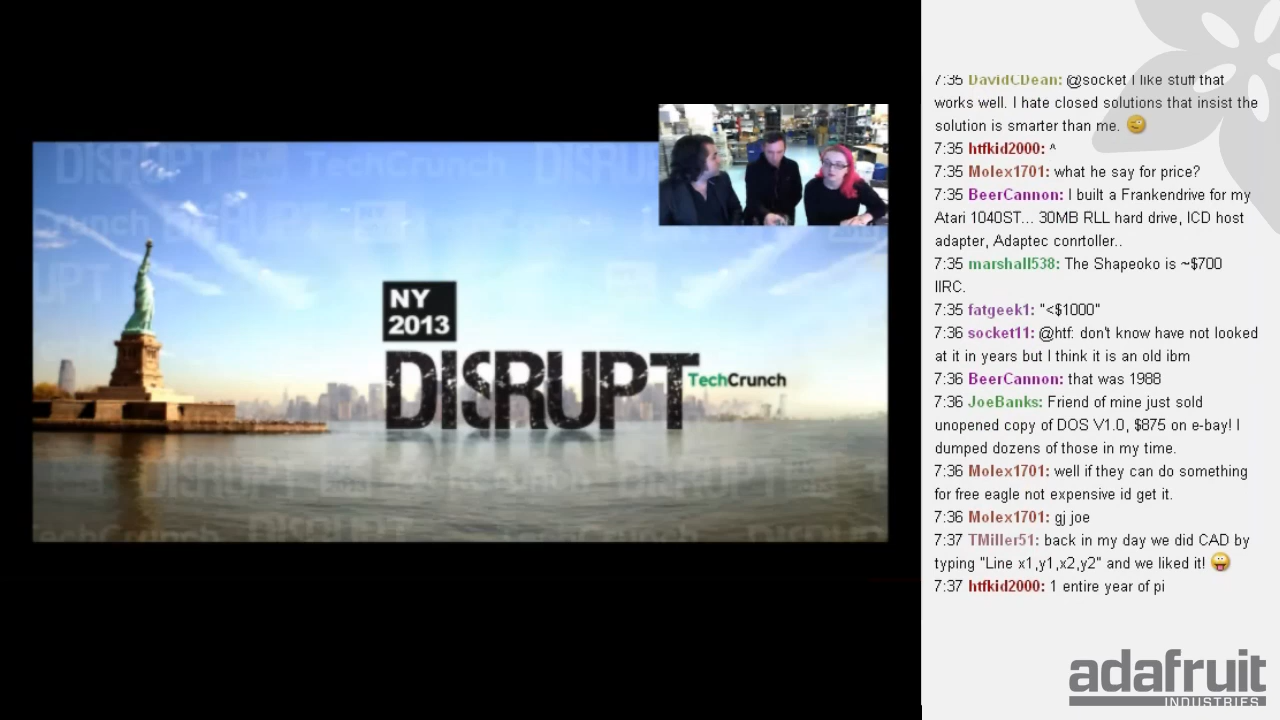 NY
2013
DISRUPT
TechCrunch
7:35 DavidCDean: @socket I like stuff that
works well. I hate closed solutions that insist the
solution is smarter than me.
7:35 htfkid2000: ^
7:35 Molex1701: what he say for price?
7:35 BeerCannon: I built a Frankendrive for my
Atari 1040ST... 30MB RLL hard drive, ICD host
adapter, Adaptec conrtoller..
7:35 marshall538: The Shapeoko is ~$700
IIRC.
7:35 fatgeek1: "<$1000"
7:36 socket11: @htf: don't know have not looked
at it in years but I think it is an old ibm
7:36 BeerCannon: that was 1988
7:36 JoeBanks: Friend of mine just sold
unopened copy of DOS V1.0, $875 on e-bay! I
dumped dozens of those in my time.
7:36 Molex1701: well if they can do something
for free eagle not expensive id get it.
7:36 Molex1701: gj joe
7:37 TMiller51: back in my day we did CAD by
typing "Line x1,y1,x2,y2" and we liked it!
7:37 htfkid2000: 1 entire year of pi
adafruit
INDUSTRIES